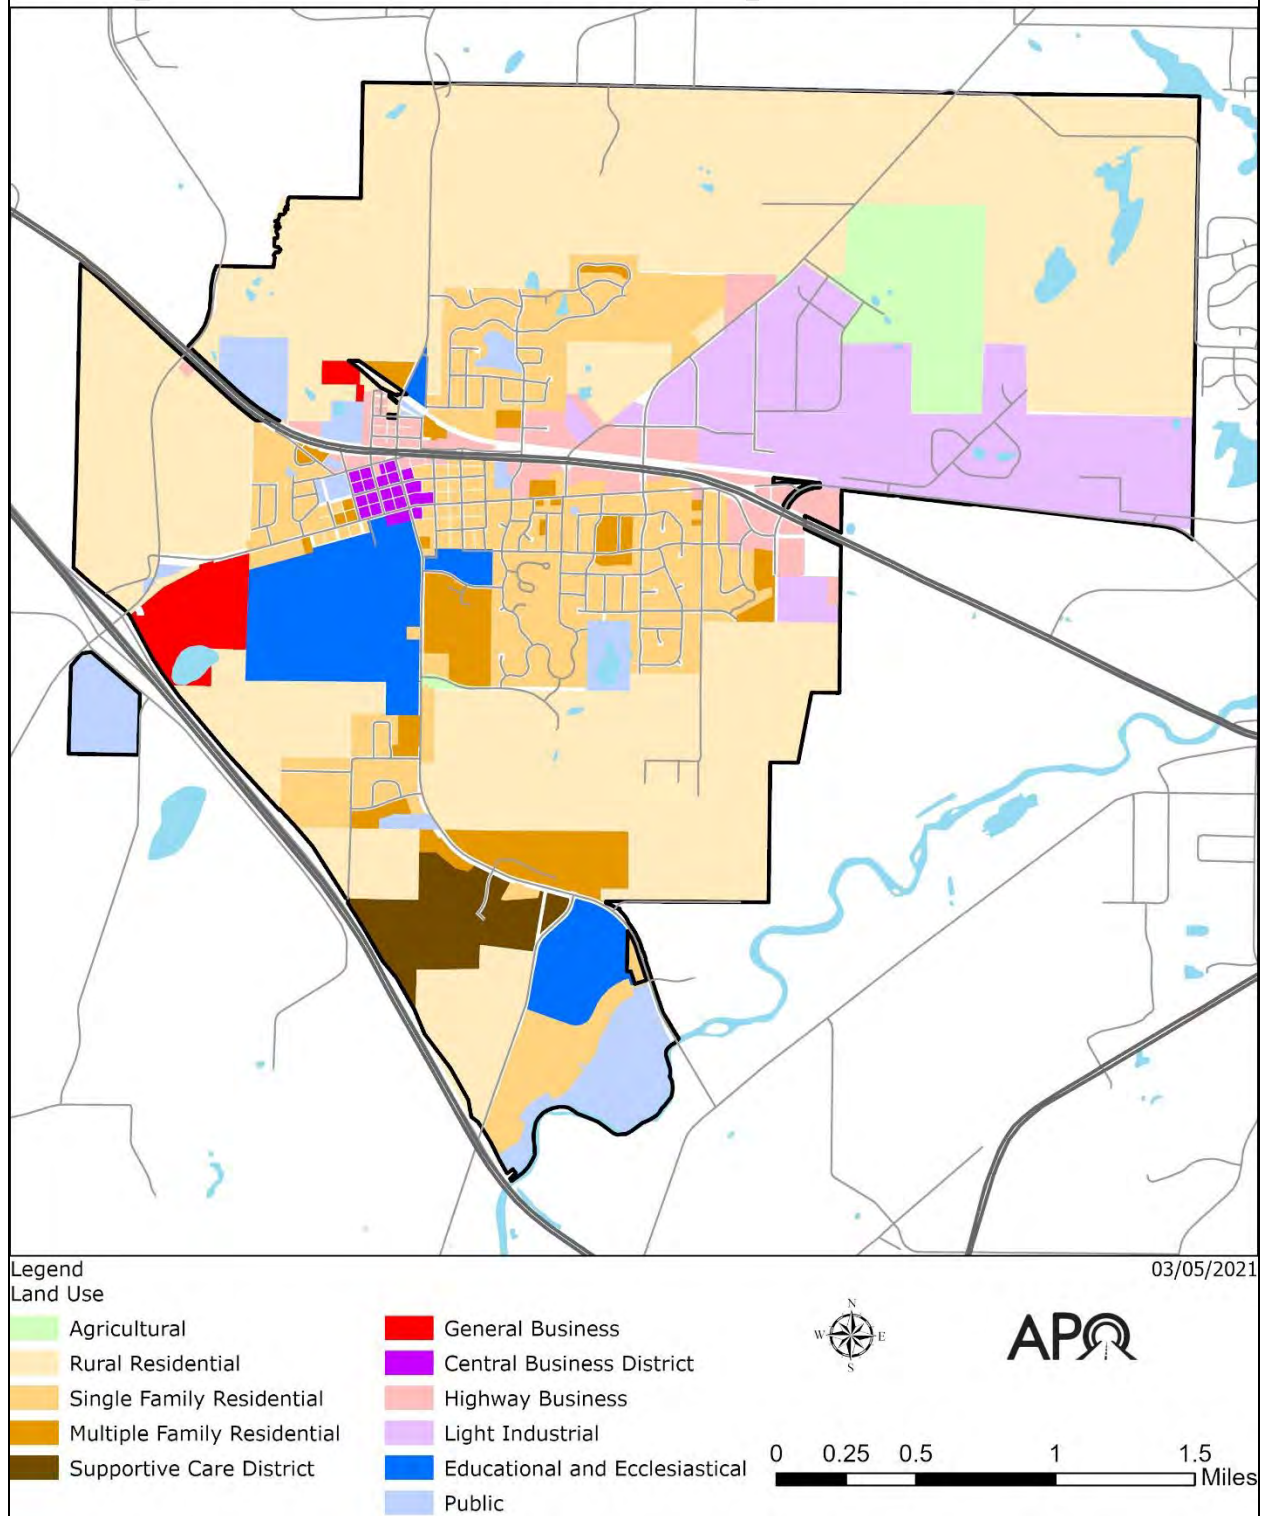 Legend
03/05/2021
Land Use
Agricultural
Rural Residential
Single Family Residential
Multiple Family Residential
Supportive Care District
General Business
Central Business District
Highway Business
Light Industrial
Educational and Ecclesiastical
Public
N
W E
S
APO
0 0.25 0.5 1 1.5
Miles